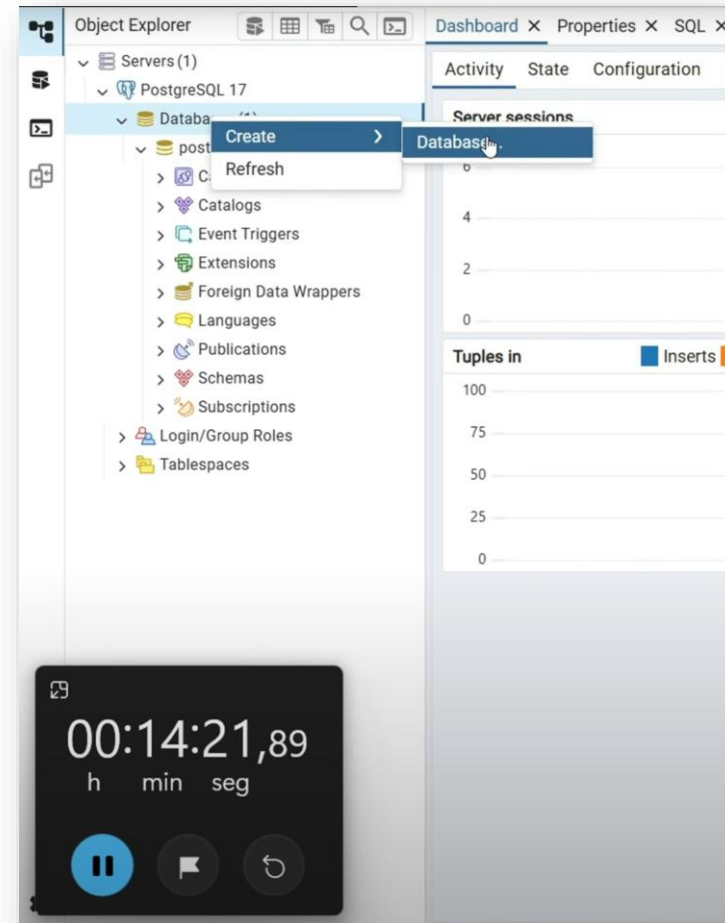 Object Explorer
Dashboard × Properties × SQL ×
Servers (1)
PostgreSQL 17
Activity State Configuration
Server sessions
Create
Database...
Refresh
6
4
2
0
Catalogs
Event Triggers
Extensions
Foreign Data Wrappers
Languages
Publications
Schemas
Subscriptions
Login/Group Roles
Tablespaces
Tuples in
Inserts
100
75
50
25
0
00:14:21,89
h min seg